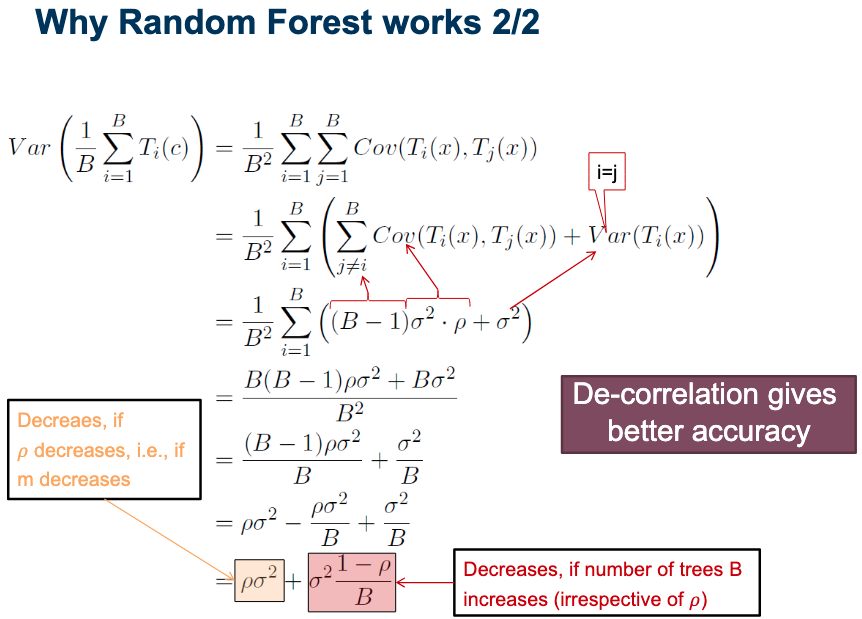 Why Random Forest works 2/2
Var(1/B ∑_{i=1}^{B} T_i(c)) = 1/B² ∑_{i=1}^{B} ∑_{j=1}^{B} Cov(T_i(x), T_j(x))
i=j
= 1/B² ∑_{i=1}^{B} (∑_{j≠i}^{B} Cov(T_i(x), T_j(x)) + Var(T_i(x)))
= 1/B² ∑_{i=1}^{B} ((B − 1)σ² · ρ + σ²)
= (B(B − 1)ρσ² + Bσ²)/B²
De-correlation gives
better accuracy
Decreaes, if
ρ decreases, i.e., if
m decreases
= (B − 1)ρσ²/B + σ²/B
= ρσ² − ρσ²/B + σ²/B
= ρσ² + σ² (1 − ρ)/B
Decreases, if number of trees B
increases (irrespective of ρ)